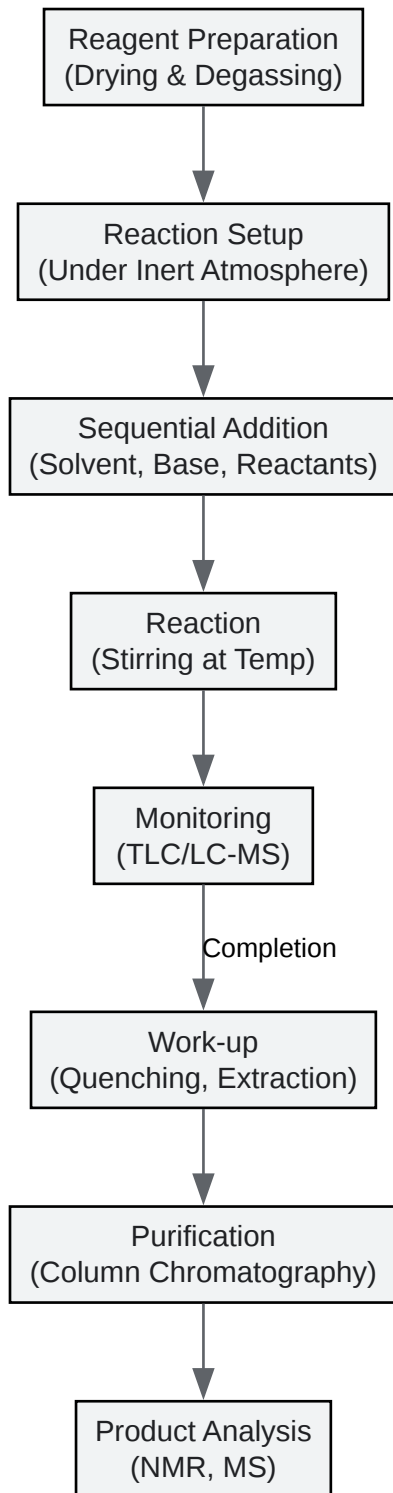 Reagent Preparation
(Drying & Degassing)
Reaction Setup
(Under Inert Atmosphere)
Sequential Addition
(Solvent, Base, Reactants)
Reaction
(Stirring at Temp)
Monitoring
(TLC/LC-MS)
Completion
Work-up
(Quenching, Extraction)
Purification
(Column Chromatography)
Product Analysis
(NMR, MS)